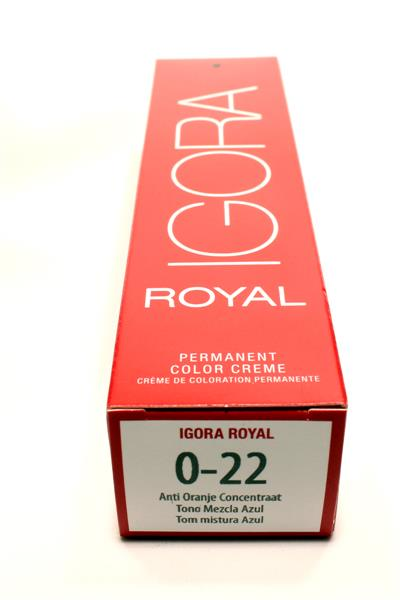 IGORA
ROYAL
PERMANENT
COLOR CREME
CRÈME DE COLORATION PERMANENTE
IGORA ROYAL
0-22
Anti Oranje Concentraat
Tono Mezcla Azul
Tom mistura Azul